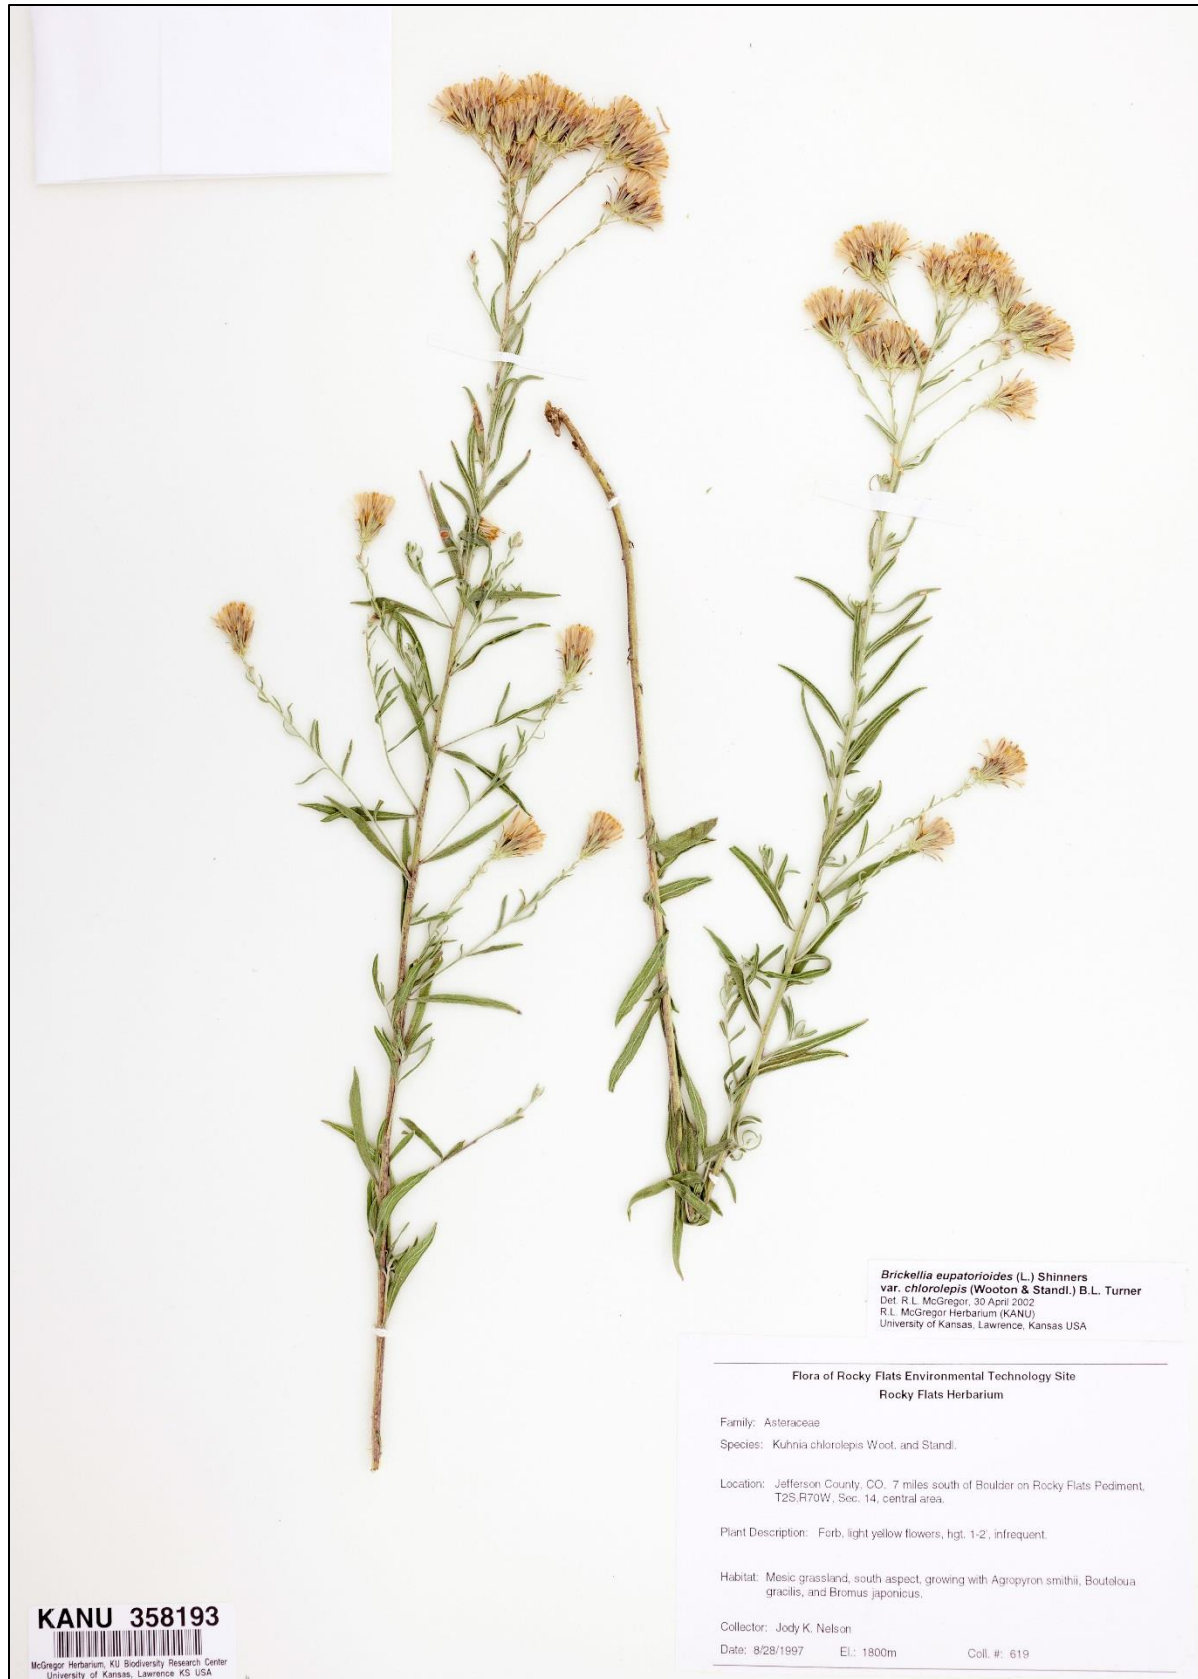 Brickellia eupatorioides (L.) Shinners
var. chlorolepis (Wooton & Standl.) B.L. Turner
Det. R.L. McGregor, 30 April 2002
R.L. McGregor Herbarium (KANU)
University of Kansas, Lawrence, Kansas USA
Flora of Rocky Flats Environmental Technology Site
Rocky Flats Herbarium
Family: Asteraceae
Species: Kuhnia chlorolepis Woot. and Standl.
Location: Jefferson County, CO. 7 miles south of Boulder on Rocky Flats Pediment,
T2S,R70W, Sec. 14, central area.
Plant Description: Forb, light yellow flowers, hgt. 1-2', infrequent.
Habitat: Mesic grassland, south aspect, growing with Agropyron smithii, Bouteloua
gracilis, and Bromus japonicus.
Collector: Jody K. Nelson
Date: 8/28/1997 El.: 1800m Coll. #: 619
KANU 358193
McGregor Herbarium, KU Biodiversity Research Center
University of Kansas, Lawrence KS USA